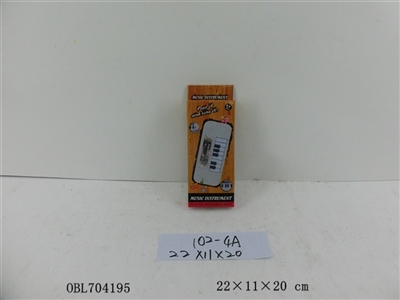 MUSIC INSTRUMENT
MUSIC INSTRUMENT
102-4A
22X11X20
OBL704195
22×11×20 cm